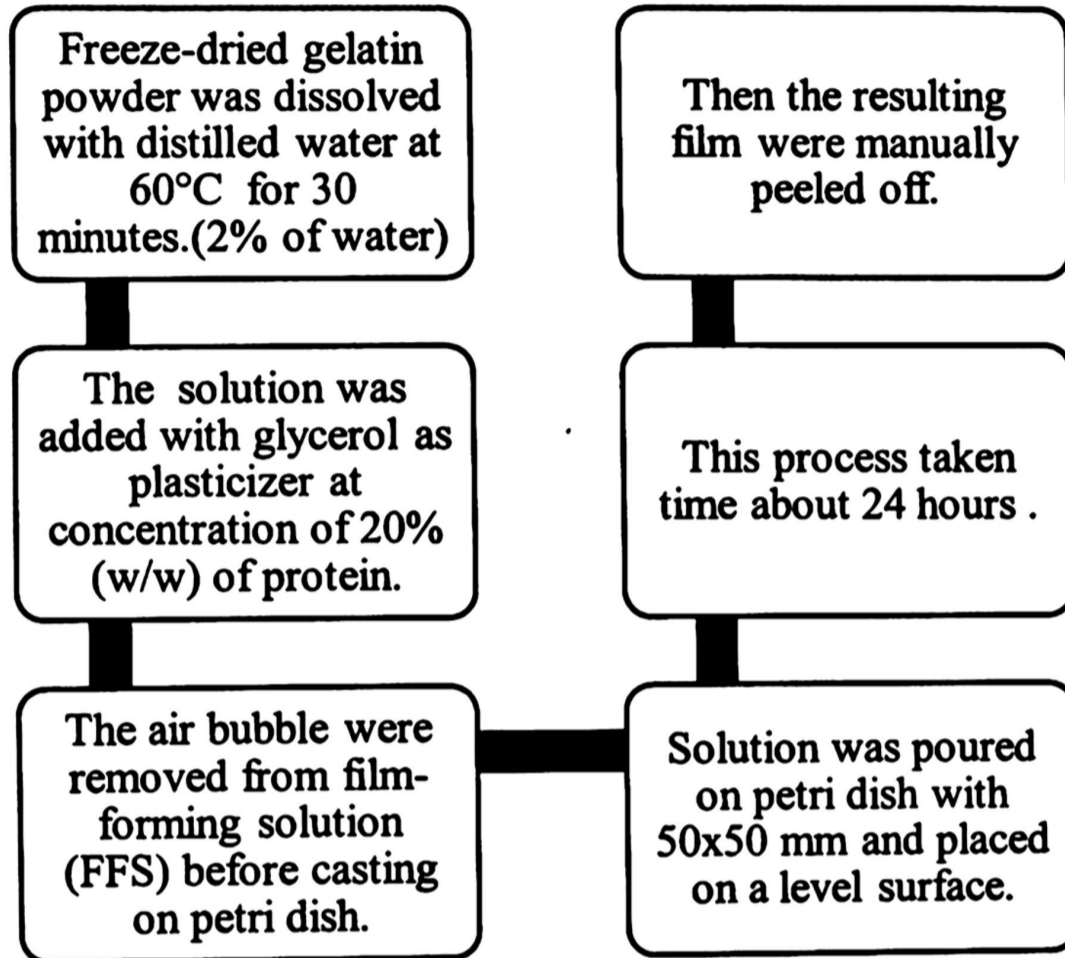 Freeze-dried gelatin
powder was dissolved
with distilled water at
60°C for 30
minutes.(2% of water)
The solution was
added with glycerol as
plasticizer at
concentration of 20%
(w/w) of protein.
The air bubble were
removed from film-
forming solution
(FFS) before casting
on petri dish.
Solution was poured
on petri dish with
50x50 mm and placed
on a level surface.
This process taken
time about 24 hours .
Then the resulting
film were manually
peeled off.